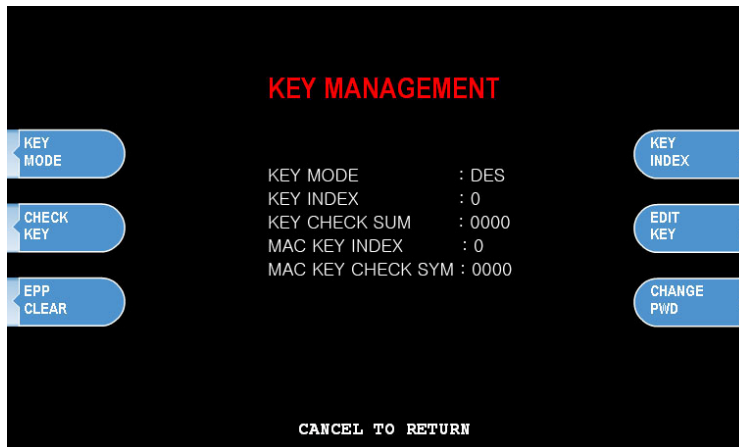 KEY MANAGEMENT
KEY
MODE
KEY
INDEX
KEY MODE : DES
KEY INDEX : 0
KEY CHECK SUM : 0000
MAC KEY INDEX : 0
MAC KEY CHECK SYM : 0000
CHECK
KEY
EDIT
KEY
EPP
CLEAR
CHANGE
PWD
CANCEL TO RETURN